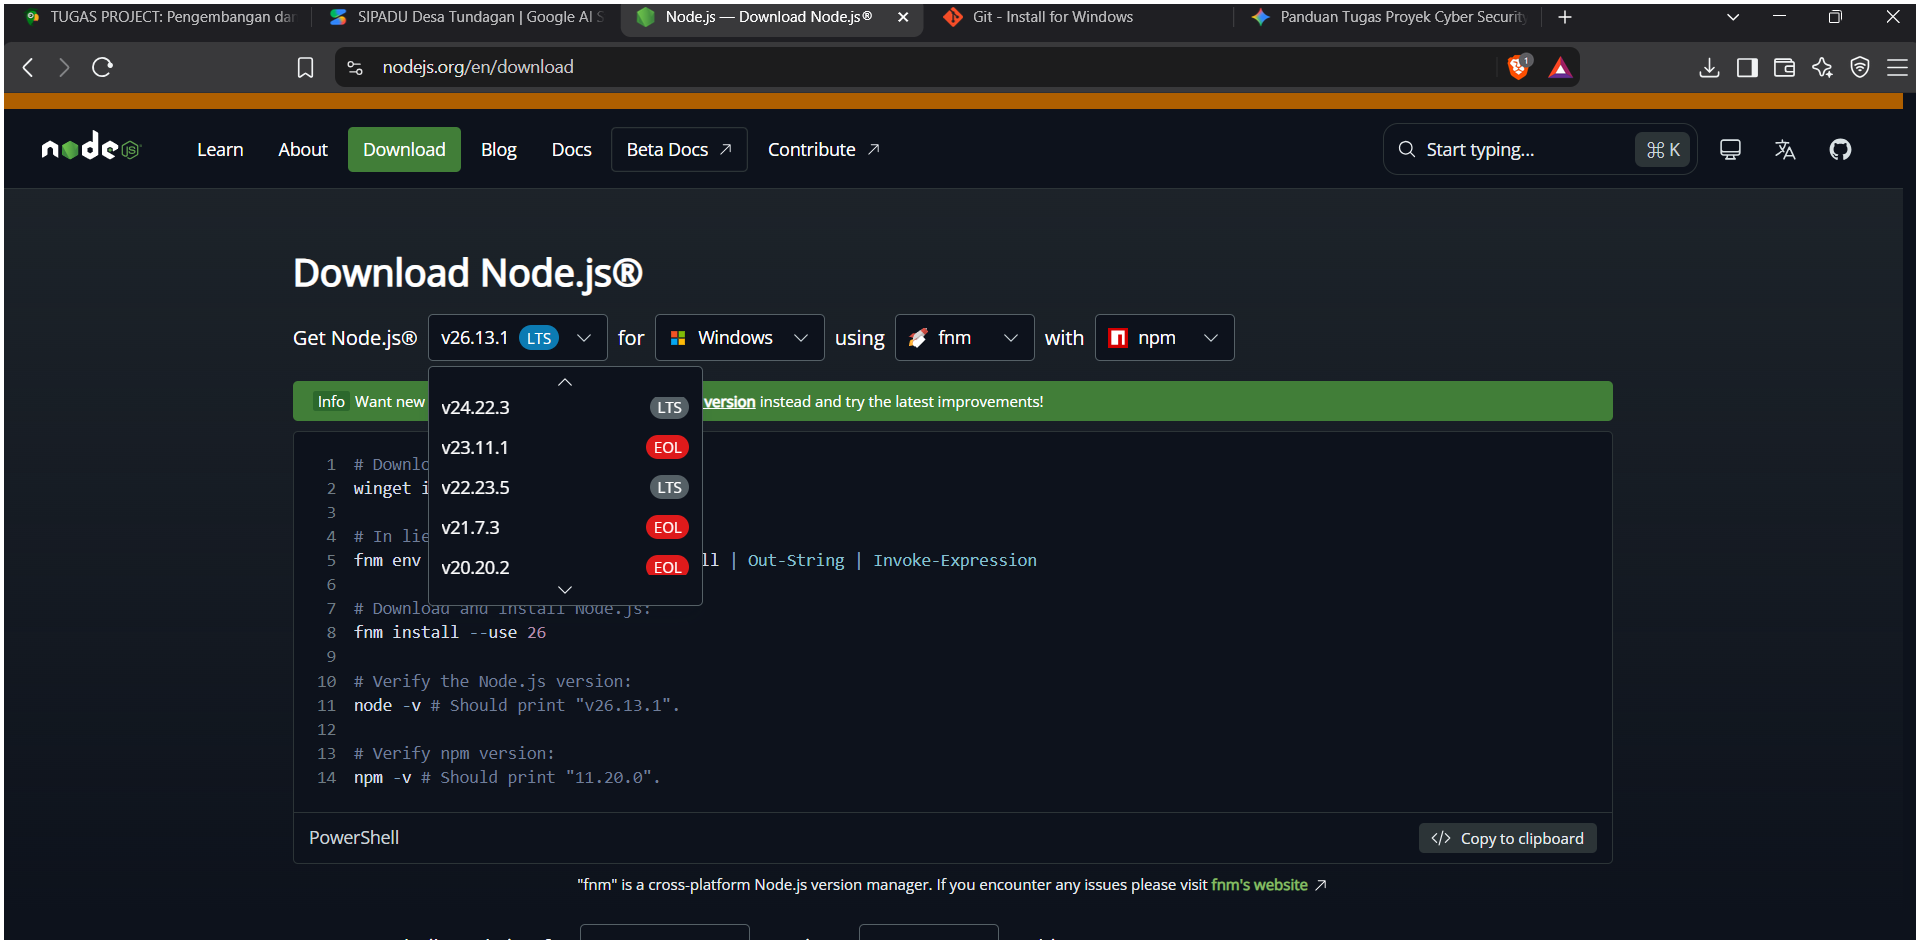 TUGAS PROJECT: Pengembangan dan
SIPADU Desa Tundagan | Google AI S
Node.js — Download Node.js®
Git - Install for Windows
Panduan Tugas Proyek Cyber Security
nodejs.org/en/download
1
node JS
Learn
About
Download
Blog
Docs
Beta Docs
Contribute
Start typing...
⌘ K
Download Node.js®
Get Node.js® v26.13.1 LTS for Windows using fnm with npm
Info Want new
version instead and try the latest improvements!
v24.22.3 LTS
v23.11.1 EOL
v22.23.5 LTS
v21.7.3 EOL
v20.20.2 EOL
1 # Downlo
2 winget i
3
4 # In lie
5 fnm env ll | Out-String | Invoke-Expression
6
7 # Download and install Node.js:
8 fnm install --use 26
9
10 # Verify the Node.js version:
11 node -v # Should print "v26.13.1".
12
13 # Verify npm version:
14 npm -v # Should print "11.20.0".
PowerShell
</> Copy to clipboard
"fnm" is a cross-platform Node.js version manager. If you encounter any issues please visit fnm's website